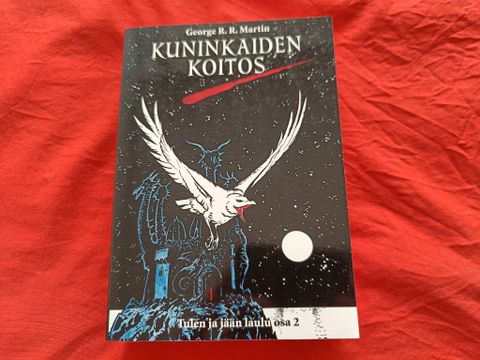 George R. R. Martin
KUNINKAIDEN
KOITOS
Tulen ja jään laulu osa 2